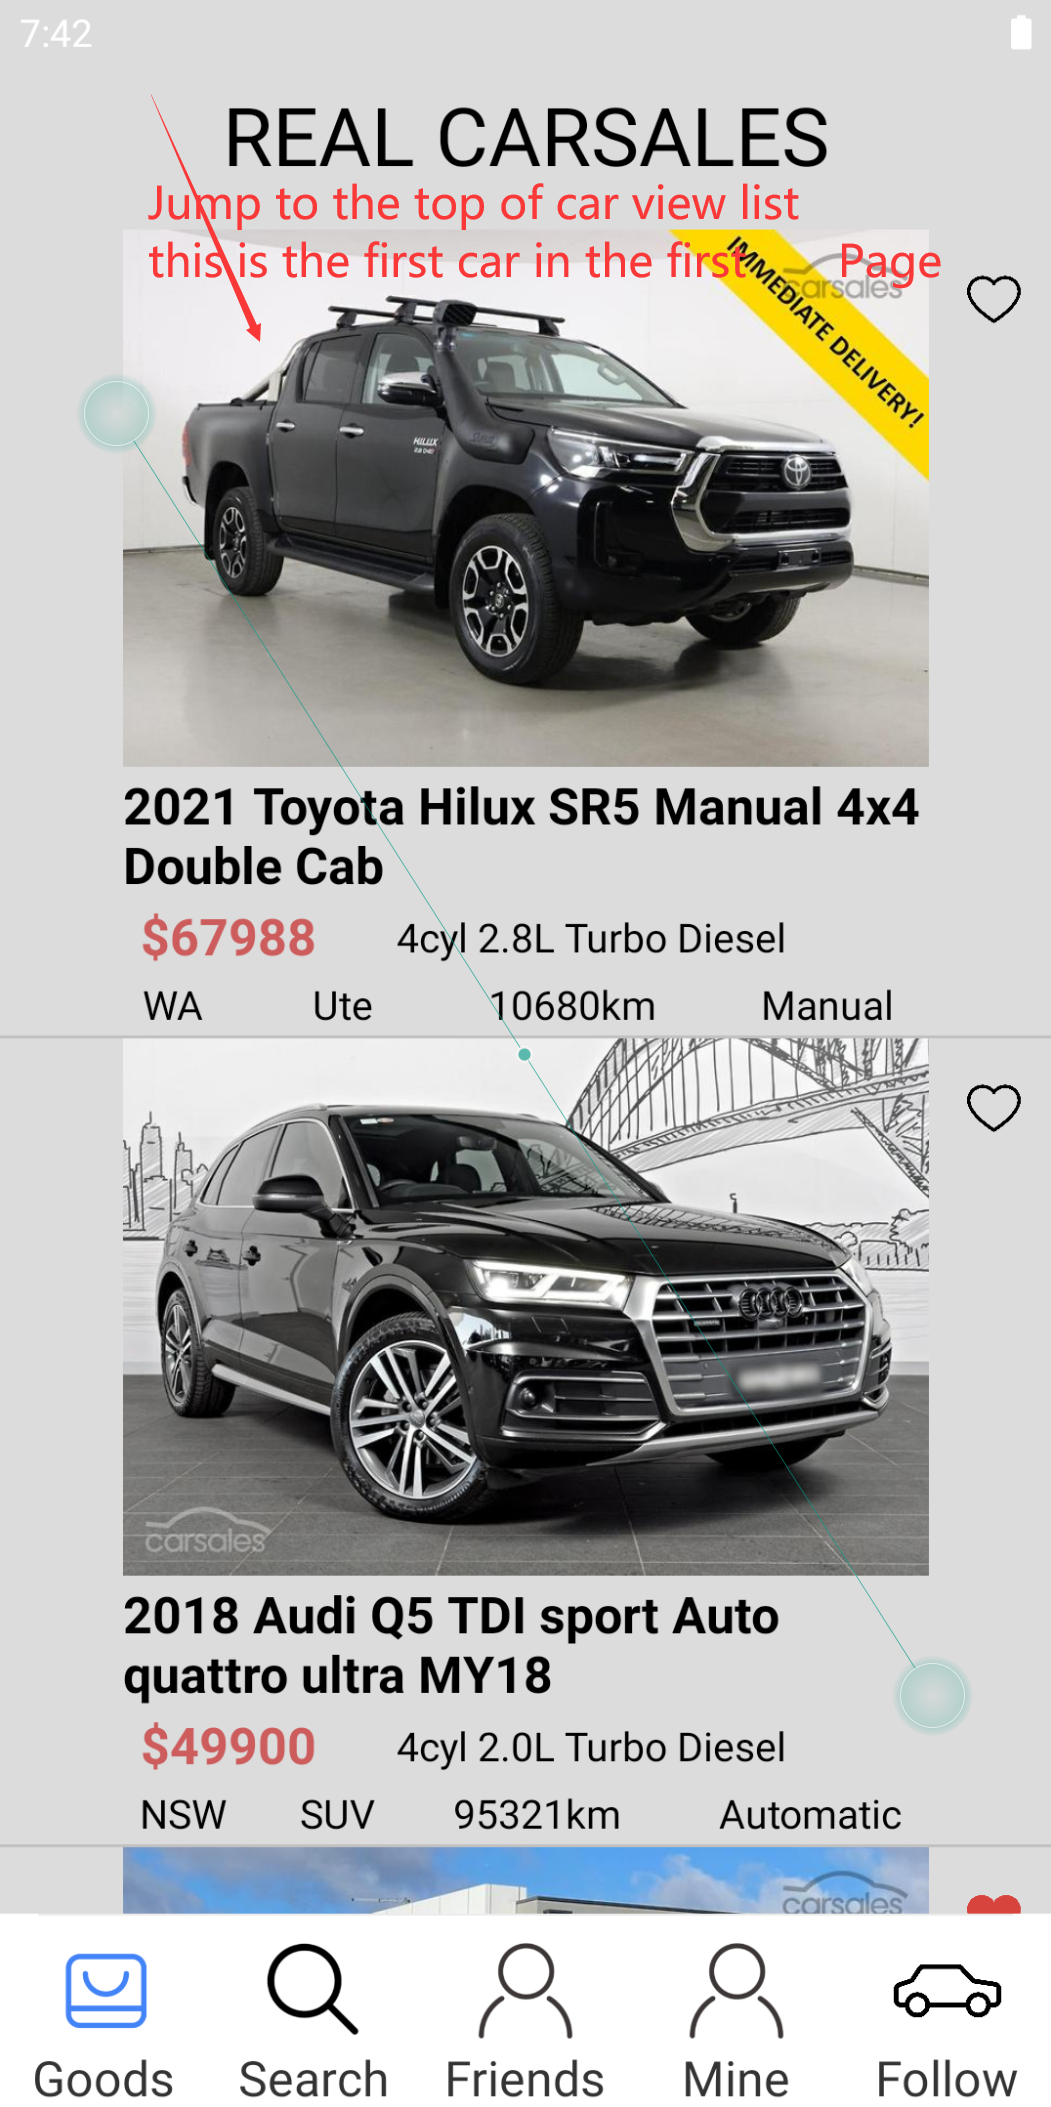 7:42
REAL CARSALES
Jump to the top of car view list
this is the first car in the first Page
IMMEDIATE DELIVERY!
carsales
HILUX
2021 Toyota Hilux SR5 Manual 4x4
Double Cab
$67988 4cyl 2.8L Turbo Diesel
WA Ute 10680km Manual
carsales
2018 Audi Q5 TDI sport Auto
quattro ultra MY18
$49900 4cyl 2.0L Turbo Diesel
NSW SUV 95321km Automatic
carsales
Goods Search Friends Mine Follow